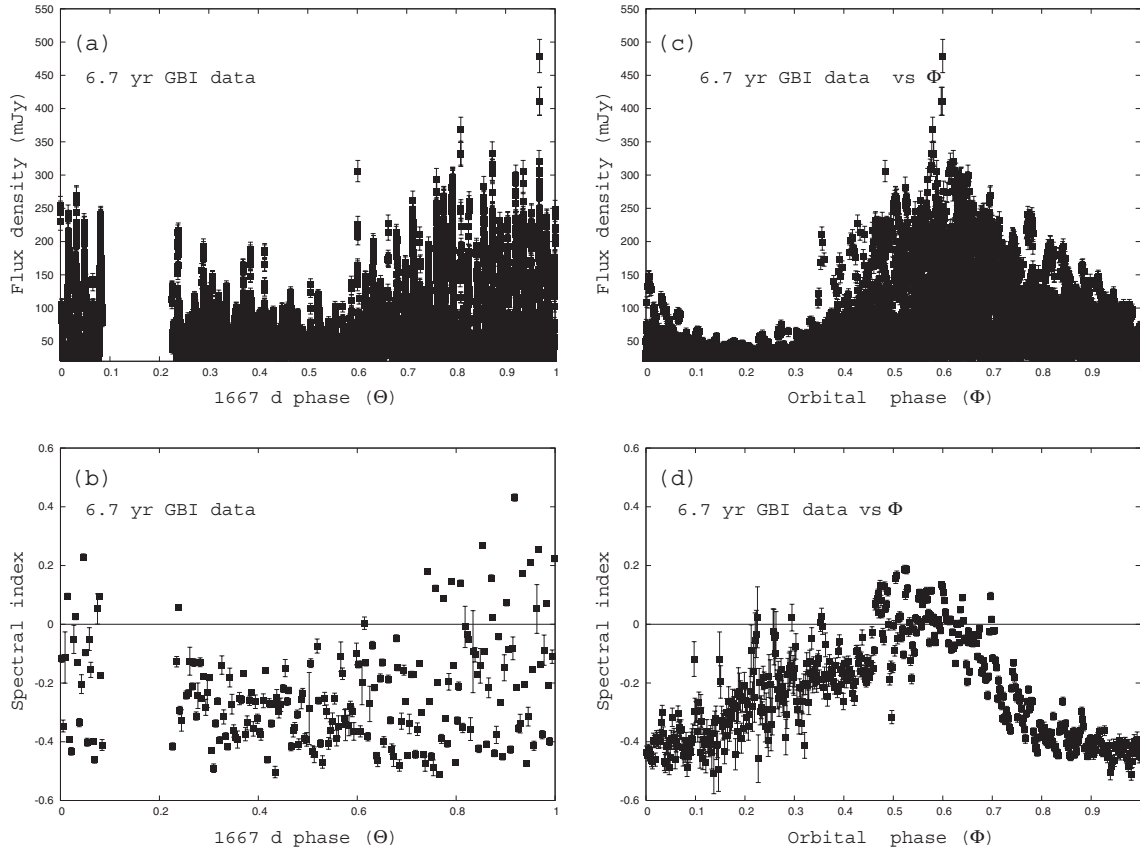 (a)
6.7 yr GBI data
Flux density (mJy)
550
500
450
400
350
300
250
200
150
100
50
0 0.1 0.2 0.3 0.4 0.5 0.6 0.7 0.8 0.9 1
1667 d phase (Θ)
(c)
6.7 yr GBI data vs Φ
Flux density (mJy)
550
500
450
400
350
300
250
200
150
100
50
0 0.1 0.2 0.3 0.4 0.5 0.6 0.7 0.8 0.9
Orbital phase (Φ)
(b)
6.7 yr GBI data
Spectral index
0.6
0.4
0.2
0
-0.2
-0.4
-0.6
0 0.2 0.4 0.6 0.8 1
1667 d phase (Θ)
(d)
6.7 yr GBI data vs Φ
Spectral index
0.6
0.4
0.2
0
-0.2
-0.4
-0.6
0 0.1 0.2 0.3 0.4 0.5 0.6 0.7 0.8 0.9
Orbital phase (Φ)